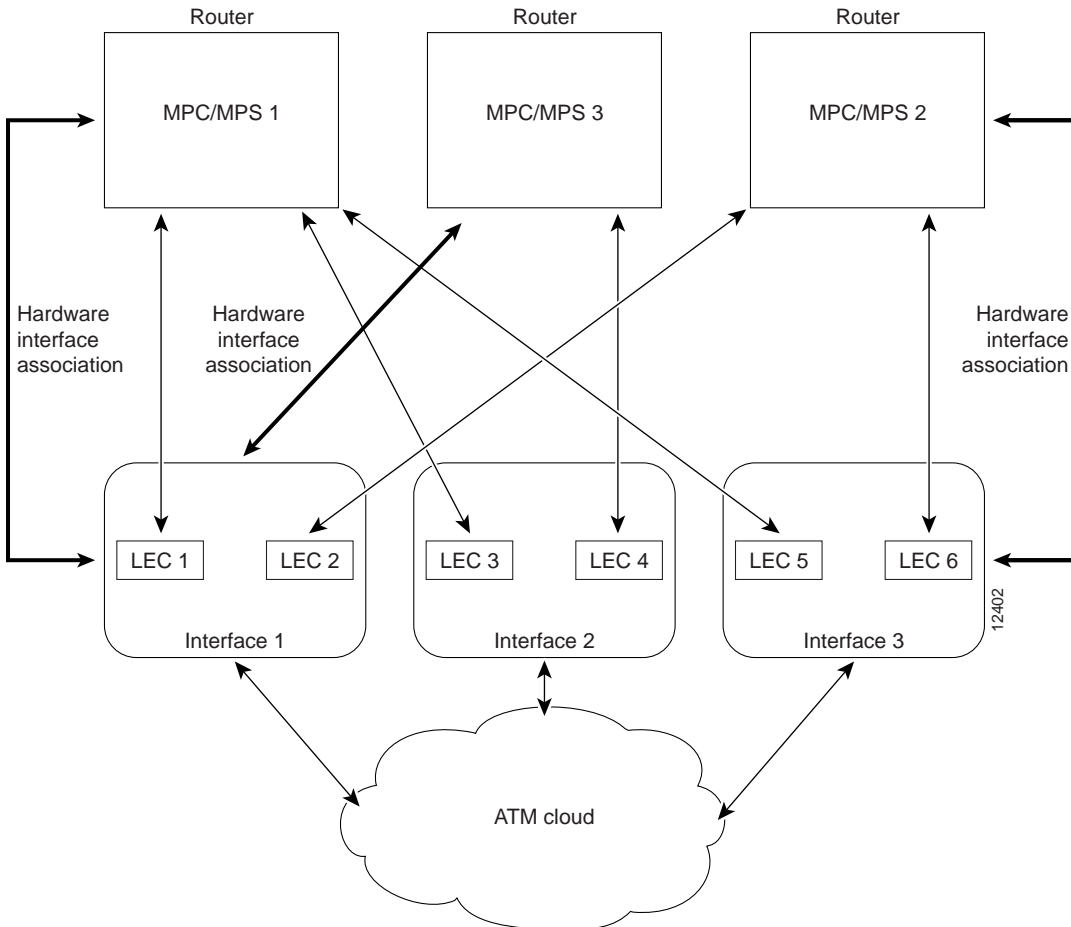 Router
Router
Router
MPC/MPS 1
MPC/MPS 3
MPC/MPS 2
Hardware
interface
association
Hardware
interface
association
Hardware
interface
association
LEC 1
LEC 2
LEC 3
LEC 4
LEC 5
LEC 6
Interface 1
Interface 2
Interface 3
12402
ATM cloud